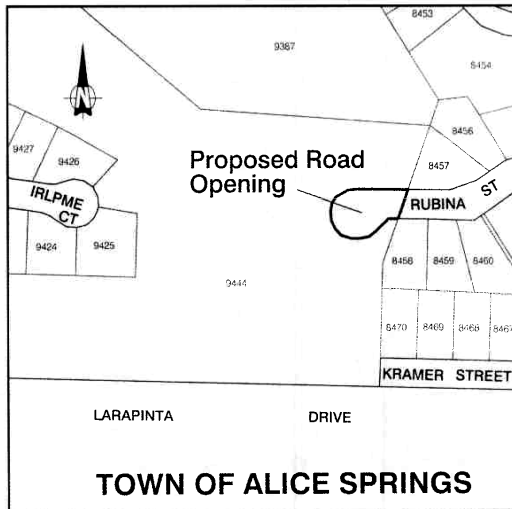 8453
9387
8454
N
8456
9427
9426
8457
Proposed Road
Opening
IRLPME
CT
RUBINA ST
9424
9425
8458
8459
8460
9444
8470
8469
8468
8467
KRAMER STREET
LARAPINTA DRIVE
TOWN OF ALICE SPRINGS